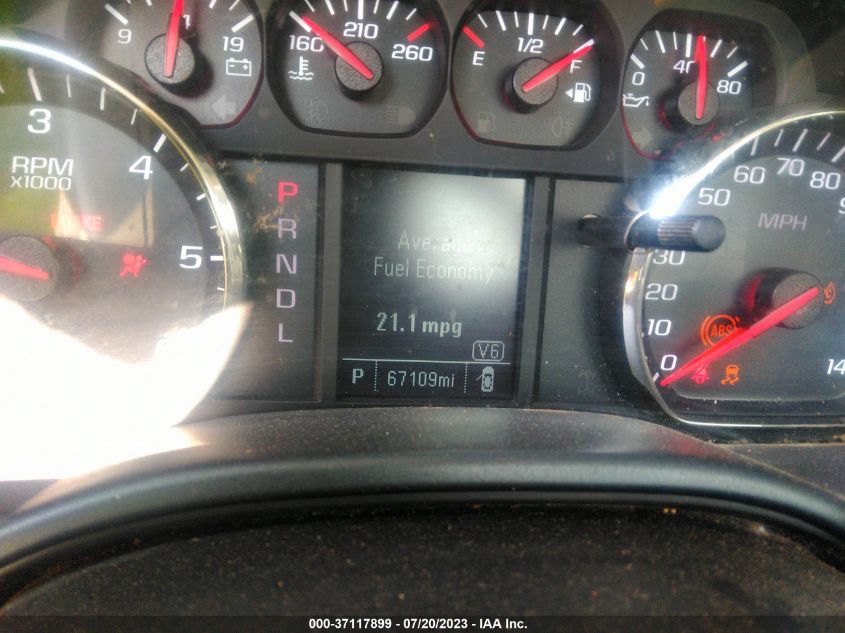 9 19
160 210 260
E 1/2 F
0 40 80
3 4 5
RPM
x1000
BRAKE
P
R
N
D
L
Average
Fuel Economy
21.1 mpg
V6
P 67109mi
0 10 20 30 50 60 70 80
MPH
ABS
000-37117899 / 07/20/2023 - IAA Inc.